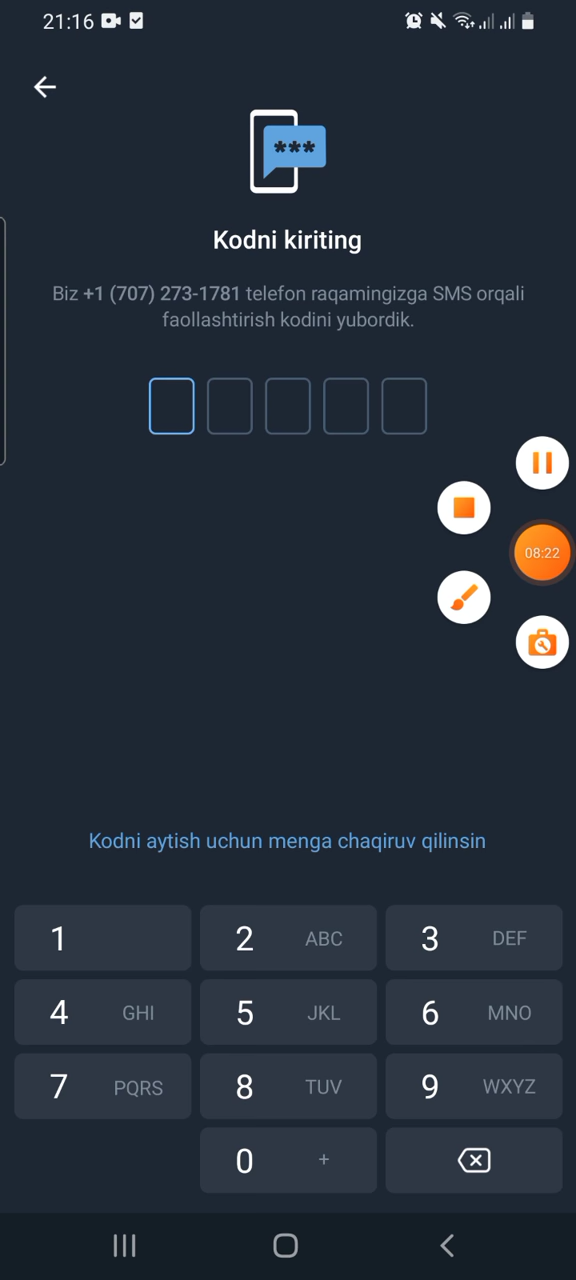 21:16
***
Kodni kiriting
Biz +1 (707) 273-1781 telefon raqamingizga SMS orqali
faollashtirish kodini yubordik.
08:22
Kodni aytish uchun menga chaqiruv qilinsin
1
2 ABC
3 DEF
4 GHI
5 JKL
6 MNO
7 PQRS
8 TUV
9 WXYZ
0 +